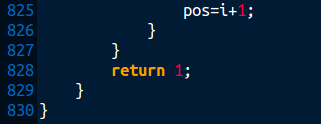 825 pos=i+1;
826 }
827 }
828 return 1;
829 }
830 }